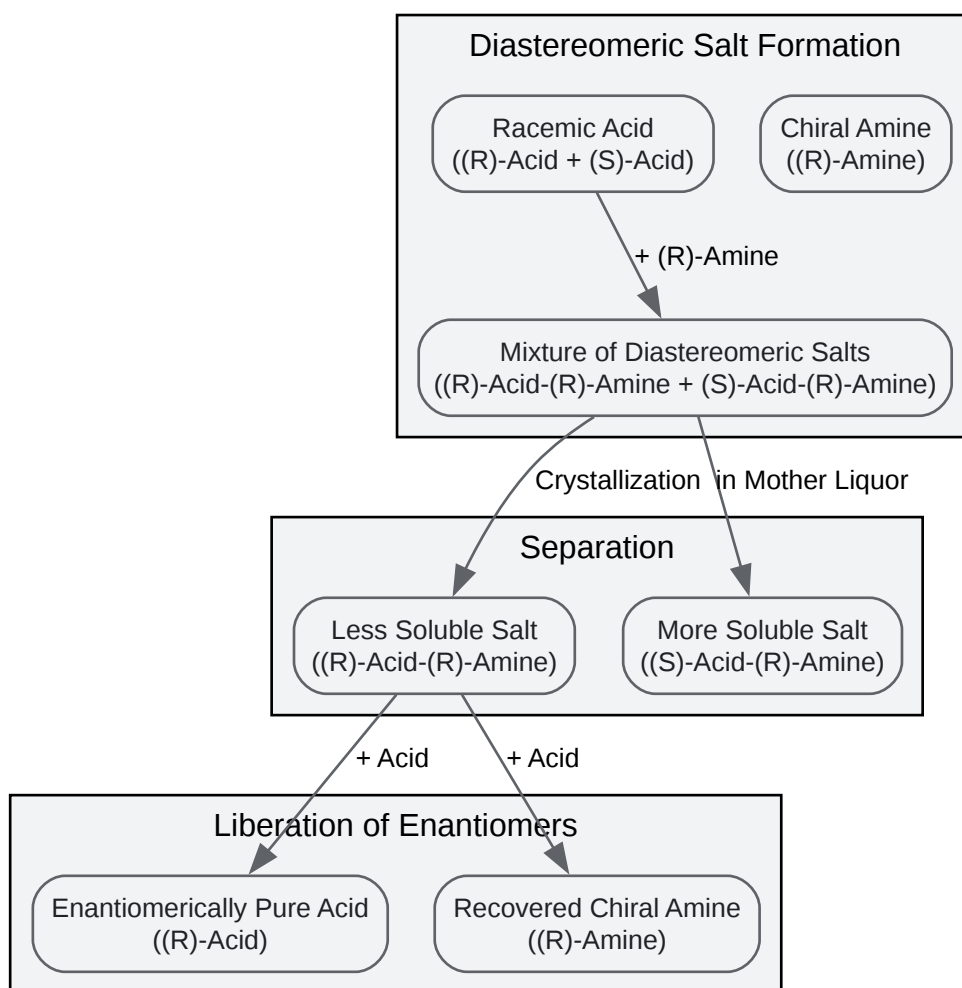 Diastereomeric Salt Formation
Racemic Acid
((R)-Acid + (S)-Acid)
Chiral Amine
((R)-Amine)
+ (R)-Amine
Mixture of Diastereomeric Salts
((R)-Acid-(R)-Amine + (S)-Acid-(R)-Amine)
Crystallization
in Mother Liquor
Separation
Less Soluble Salt
((R)-Acid-(R)-Amine)
More Soluble Salt
((S)-Acid-(R)-Amine)
+ Acid
+ Acid
Liberation of Enantiomers
Enantiomerically Pure Acid
((R)-Acid)
Recovered Chiral Amine
((R)-Amine)